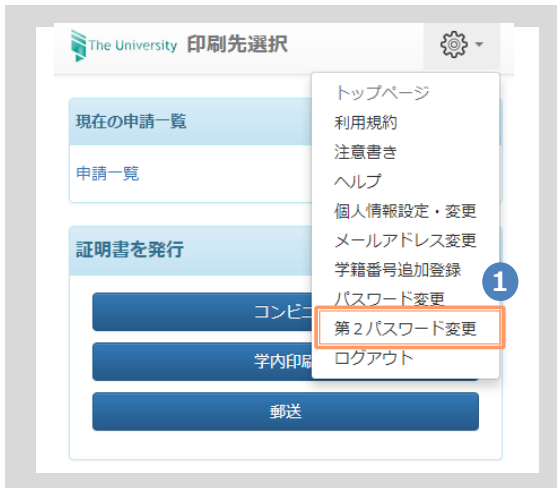 The University 印刷先選択
トップページ
利用規約
注意書き
ヘルプ
個人情報設定・変更
メールアドレス変更
学籍番号追加登録
パスワード変更
第２パスワード変更
ログアウト
1
現在の申請一覧
申請一覧
証明書を発行
コンビニ
学内印刷
郵送